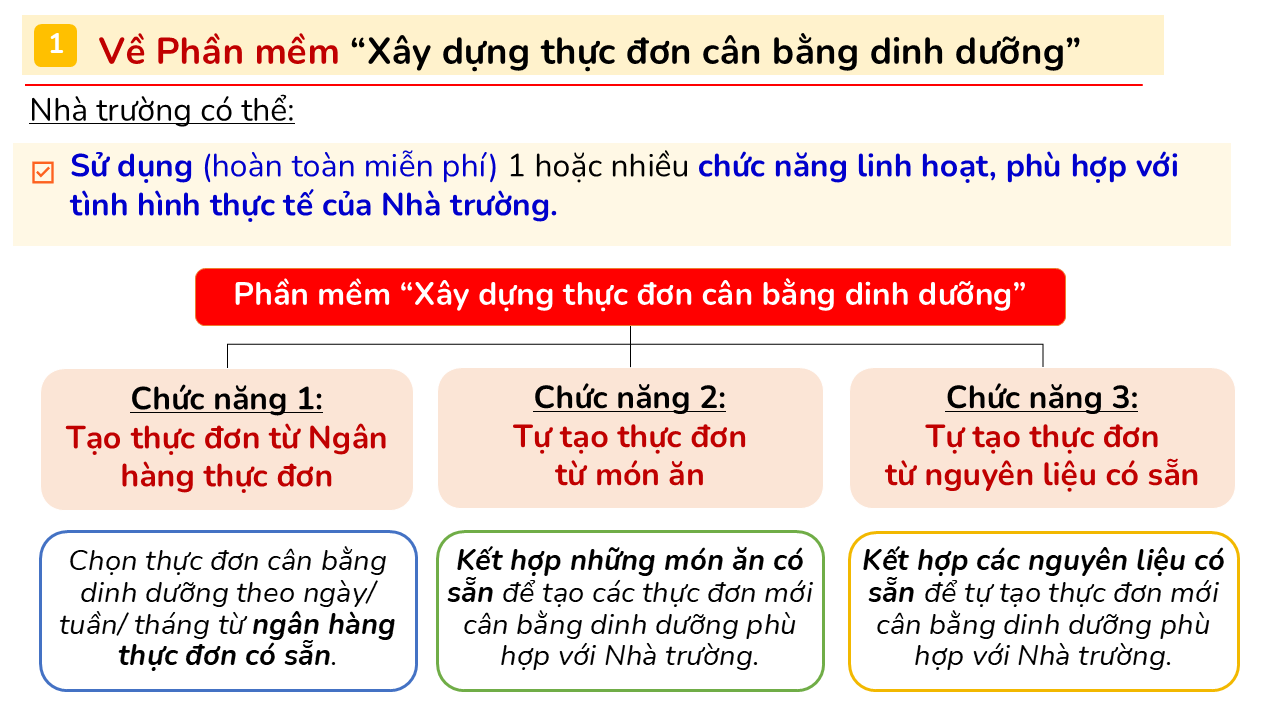 1
Về Phần mềm “Xây dựng thực đơn cân bằng dinh dưỡng”
Nhà trường có thể:
Sử dụng (hoàn toàn miễn phí) 1 hoặc nhiều chức năng linh hoạt, phù hợp với
tình hình thực tế của Nhà trường.
Phần mềm “Xây dựng thực đơn cân bằng dinh dưỡng”
Chức năng 1:
Tạo thực đơn từ Ngân
hàng thực đơn
Chức năng 2:
Tự tạo thực đơn
từ món ăn
Chức năng 3:
Tự tạo thực đơn
từ nguyên liệu có sẵn
Chọn thực đơn cân bằng
dinh dưỡng theo ngày/
tuần/ tháng từ ngân hàng
thực đơn có sẵn.
Kết hợp những món ăn có
sẵn để tạo các thực đơn mới
cân bằng dinh dưỡng phù
hợp với Nhà trường.
Kết hợp các nguyên liệu có
sẵn để tự tạo thực đơn mới
cân bằng dinh dưỡng phù
hợp với Nhà trường.